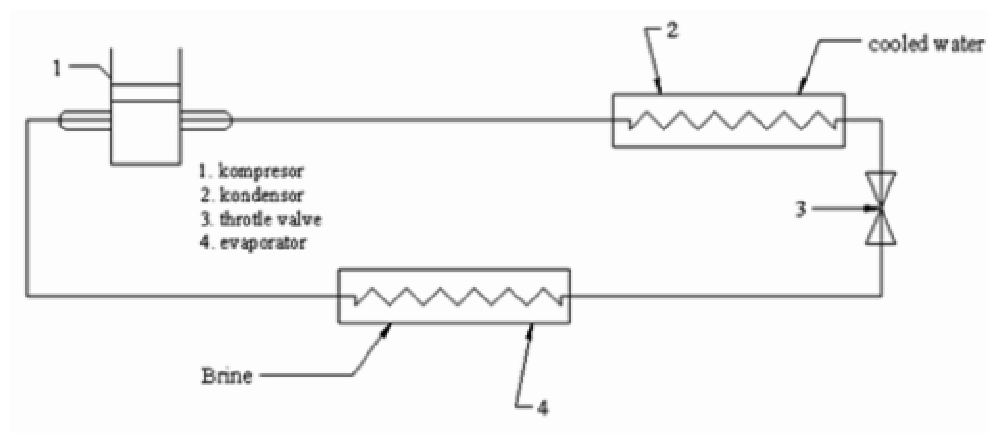 2
cooled water
1
1. kompresor
2. kondensor
3. throtle valve
4. evaporator
3
Brine
4